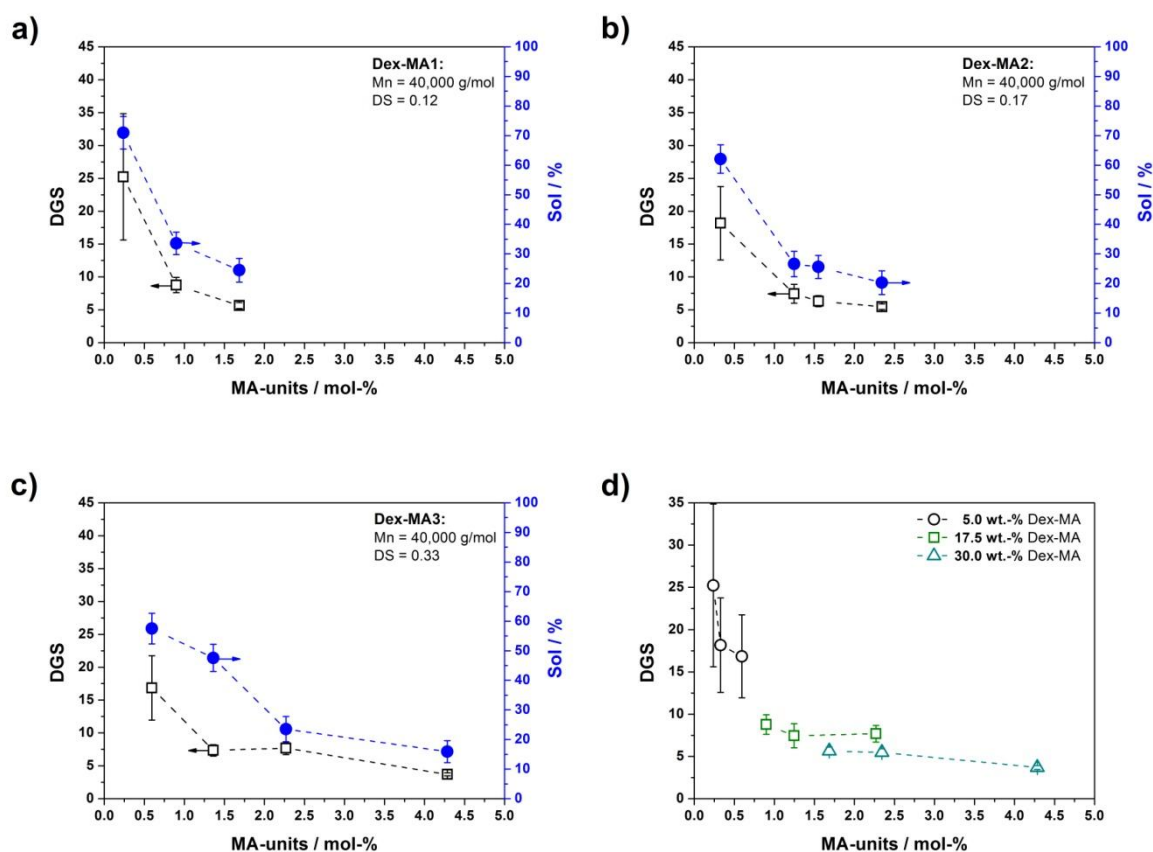 a)
Dex-MA1:
Mn = 40,000 g/mol
DS = 0.12
45
40
35
30
25
20
15
10
5
0
DGS
100
90
80
70
60
50
40
30
20
10
0
Sol / %
0.0 0.5 1.0 1.5 2.0 2.5 3.0 3.5 4.0 4.5 5.0
MA-units / mol-%
b)
Dex-MA2:
Mn = 40,000 g/mol
DS = 0.17
45
40
35
30
25
20
15
10
5
0
DGS
100
90
80
70
60
50
40
30
20
10
0
Sol / %
0.0 0.5 1.0 1.5 2.0 2.5 3.0 3.5 4.0 4.5 5.0
MA-units / mol-%
c)
Dex-MA3:
Mn = 40,000 g/mol
DS = 0.33
45
40
35
30
25
20
15
10
5
0
DGS
100
90
80
70
60
50
40
30
20
10
0
Sol / %
0.0 0.5 1.0 1.5 2.0 2.5 3.0 3.5 4.0 4.5 5.0
MA-units / mol-%
d)
5.0 wt.-% Dex-MA
17.5 wt.-% Dex-MA
30.0 wt.-% Dex-MA
35
30
25
20
15
10
5
0
DGS
0.0 0.5 1.0 1.5 2.0 2.5 3.0 3.5 4.0 4.5 5.0
MA-units / mol-%